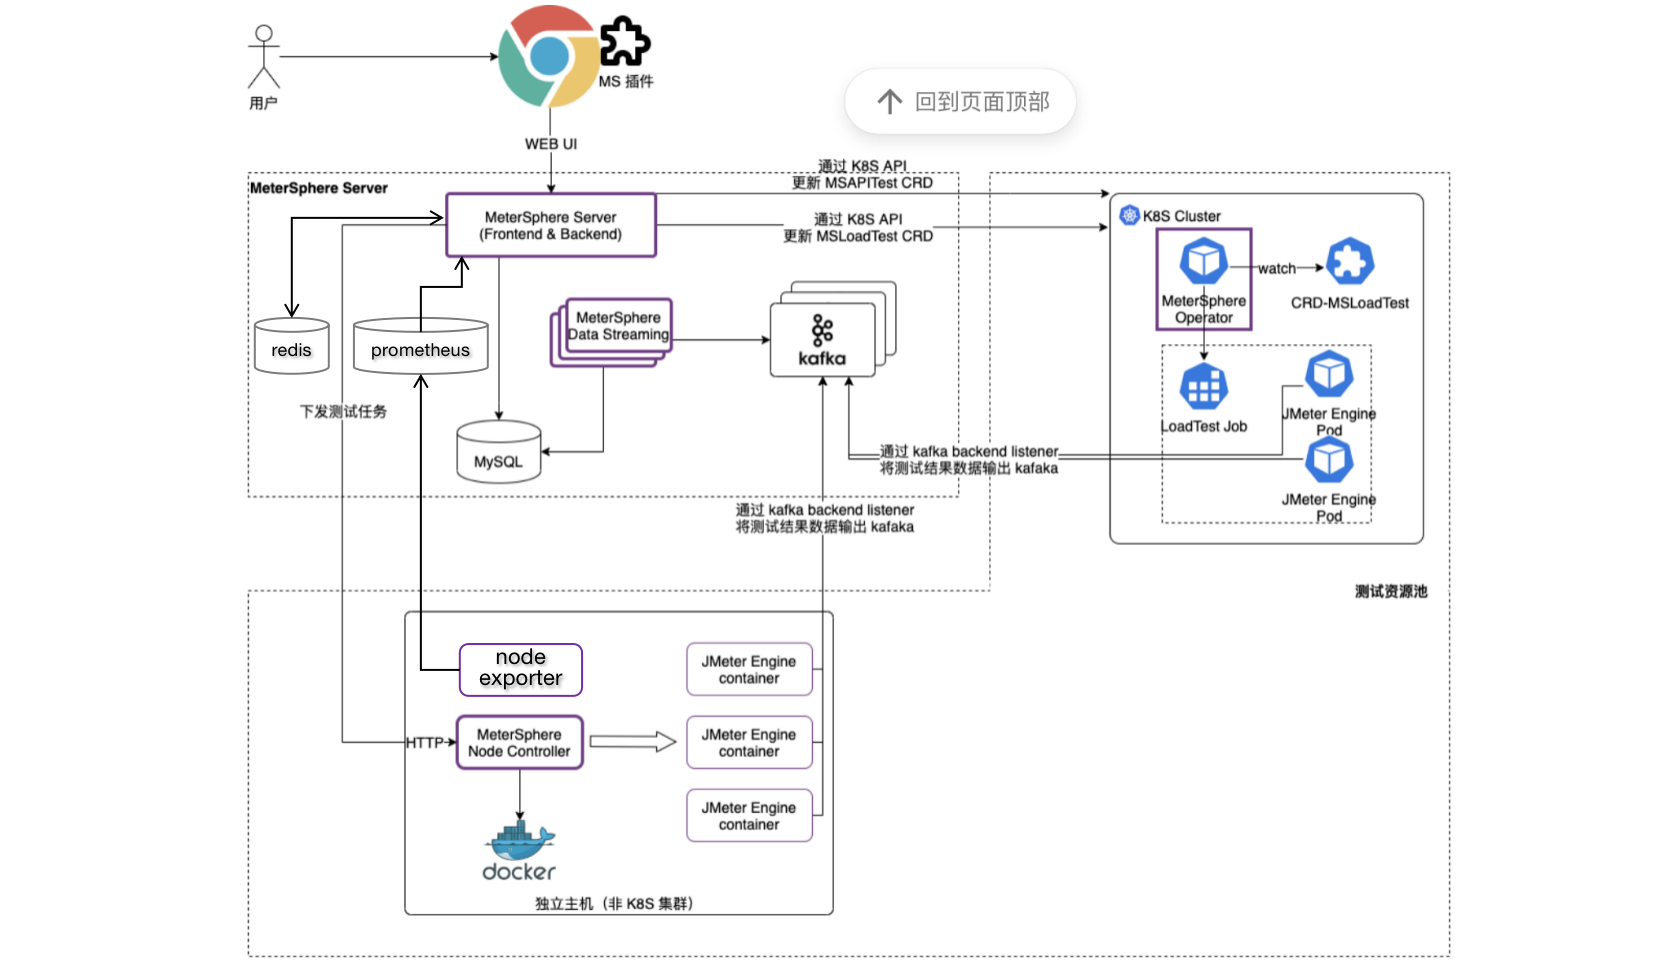 用户
MS 插件
回到页面顶部
WEB UI
MeterSphere Server
MeterSphere Server
(Frontend & Backend)
通过 K8S API
更新 MSAPITest CRD
通过 K8S API
更新 MSLoadTest CRD
K8S Cluster
MeterSphere
Operator
watch
CRD-MSLoadTest
redis
prometheus
MeterSphere
Data Streaming
kafka
下发测试任务
MySQL
LoadTest Job
JMeter Engine
Pod
JMeter Engine
Pod
通过 kafka backend listener
将测试结果数据输出 kafaka
通过 kafka backend listener
将测试结果数据输出 kafaka
测试资源池
node
exporter
JMeter Engine
container
HTTP
MeterSphere
Node Controller
JMeter Engine
container
JMeter Engine
container
docker
独立主机（非 K8S 集群）